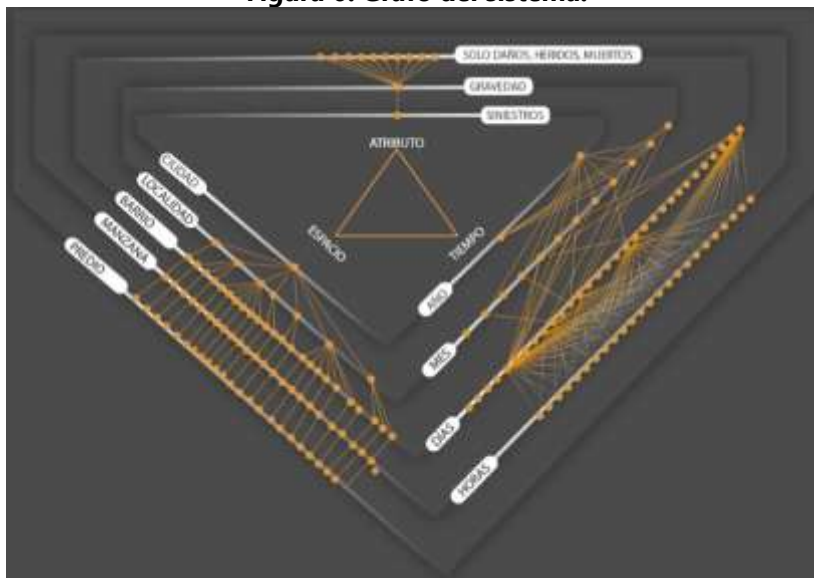 Figura 6. Grafo del sistema.
SOLO DAÑOS, HERIDOS, MUERTOS
GRAVEDAD
SINIESTROS
ATRIBUTO
ESPACIO
TIEMPO
CIUDAD
LOCALIDAD
BARRIO
MANZANA
PREDIO
AÑO
MES
DÍAS
HORAS